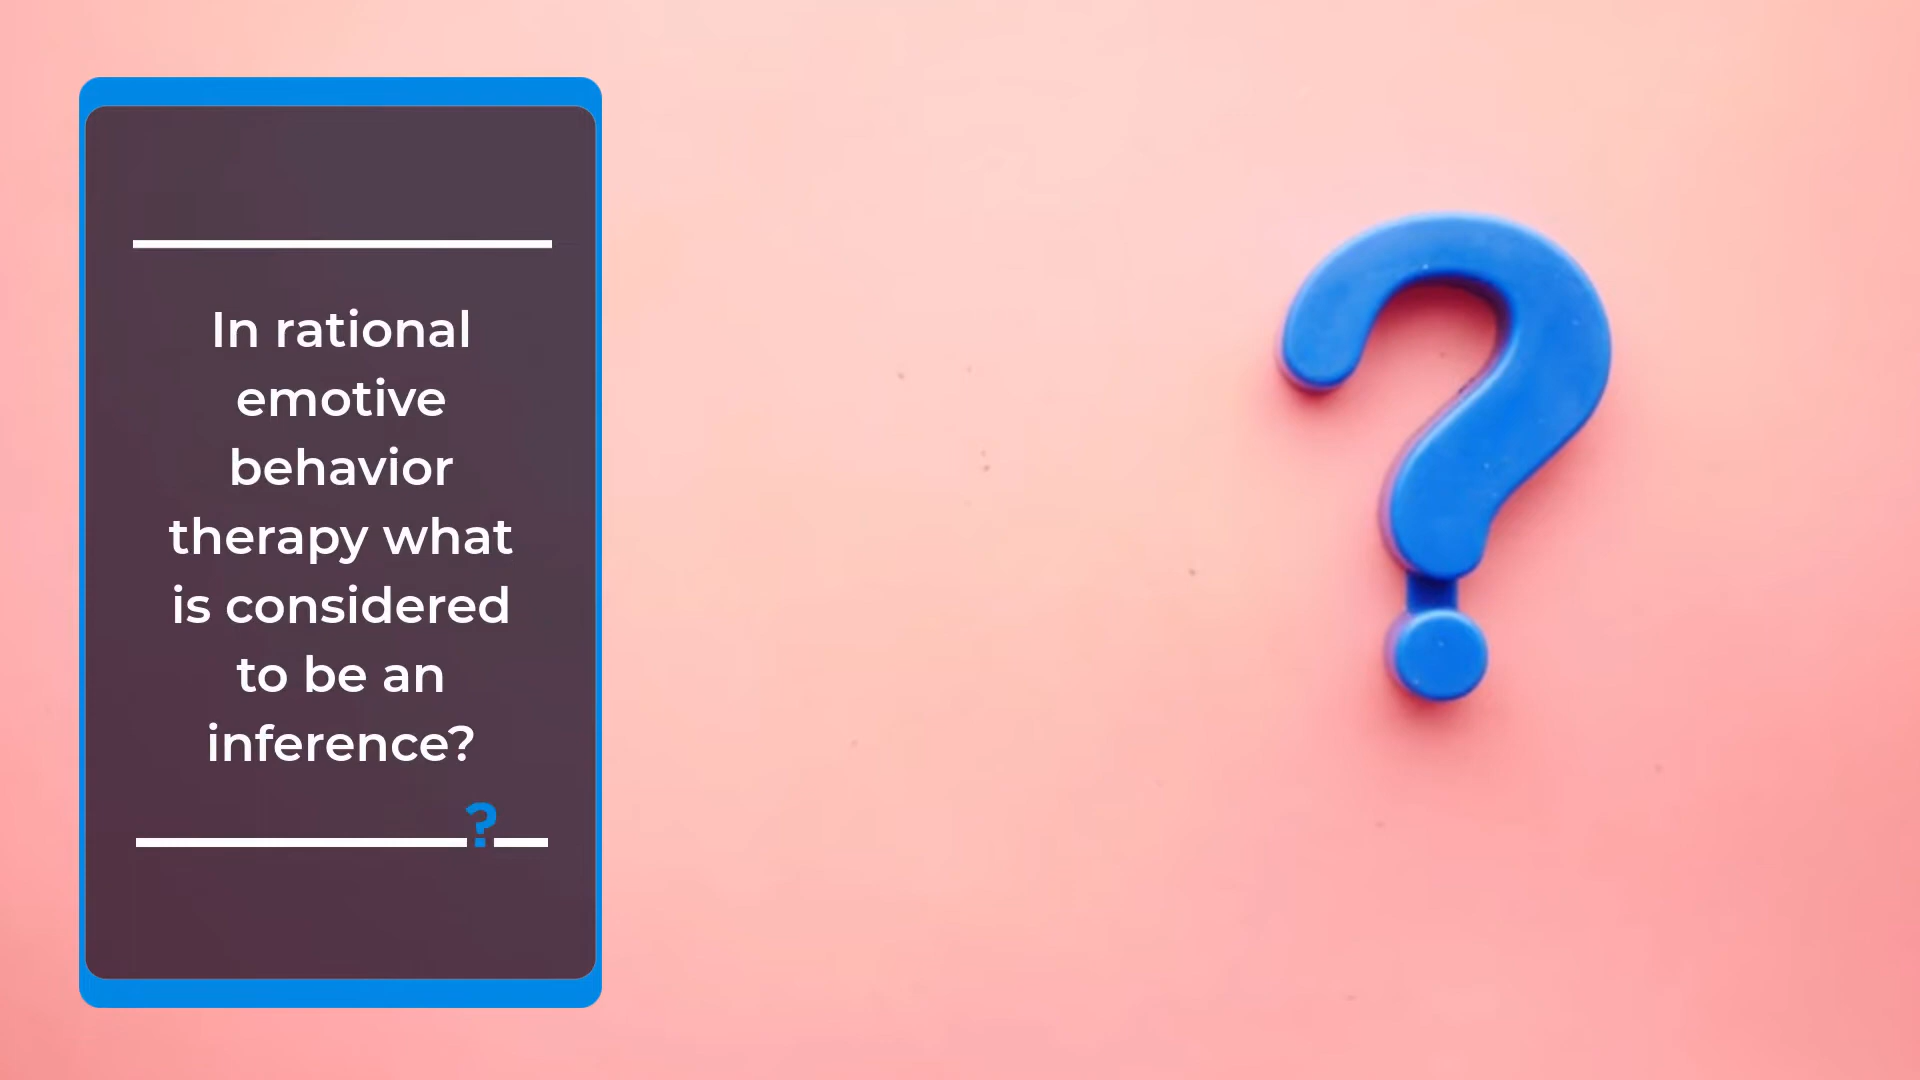 In rational
emotive
behavior
therapy what
is considered
to be an
inference?
?